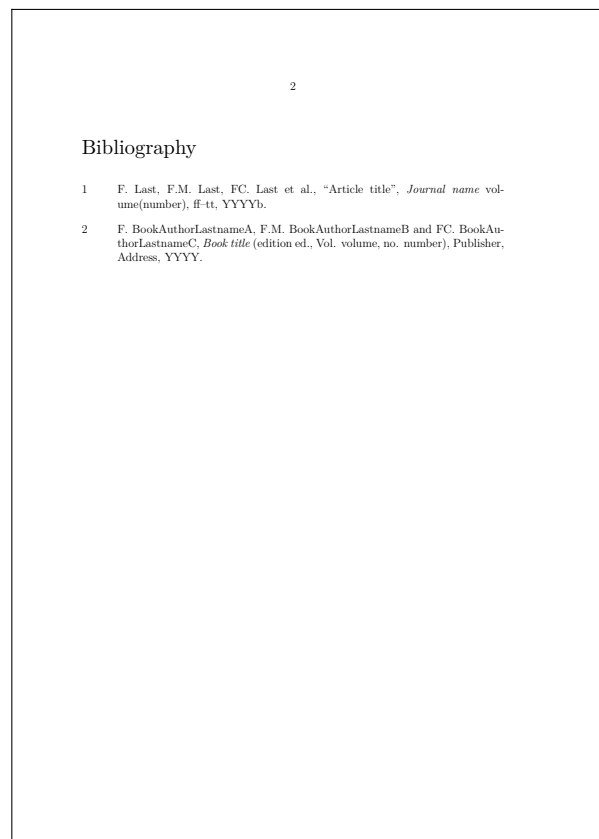 2
Bibliography
1 F. Last, F.M. Last, FC. Last et al., “Article title”, Journal name vol-
ume(number), ff–tt, YYYYb.
2 F. BookAuthorLastnameA, F.M. BookAuthorLastnameB and FC. BookAu-
thorLastnameC, Book title (edition ed., Vol. volume, no. number), Publisher,
Address, YYYY.